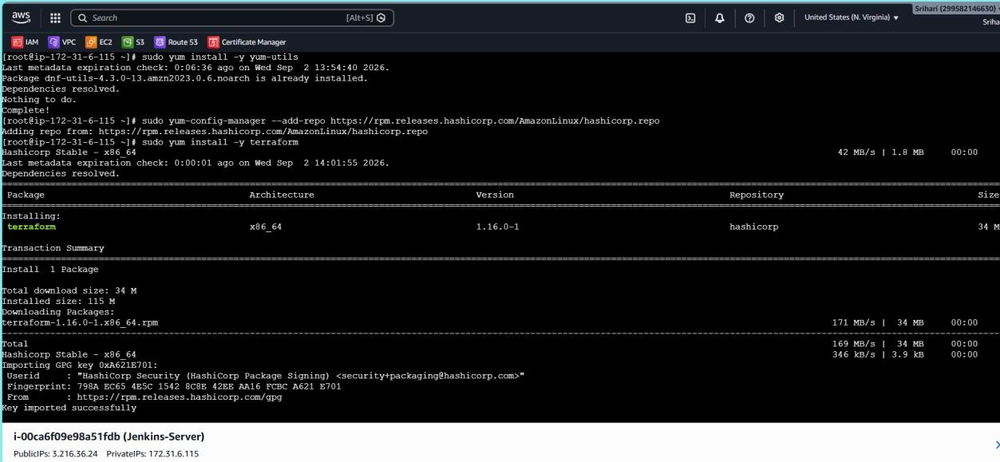 aws Search [Alt+S] United States (N. Virginia) Srihari (299582146630)
Sriha
IAM VPC EC2 S3 Route 53 Certificate Manager
[root@ip-172-31-6-115 ~]# sudo yum install -y yum-utils
Last metadata expiration check: 0:06:36 ago on Wed Sep  2 13:54:40 2026.
Package dnf-utils-4.3.0-13.amzn2023.0.6.noarch is already installed.
Dependencies resolved.
Nothing to do.
Complete!
[root@ip-172-31-6-115 ~]# sudo yum-config-manager --add-repo https://rpm.releases.hashicorp.com/AmazonLinux/hashicorp.repo
Adding repo from: https://rpm.releases.hashicorp.com/AmazonLinux/hashicorp.repo
[root@ip-172-31-6-115 ~]# sudo yum install -y terraform
Hashicorp Stable - x86_64 42 MB/s | 1.8 MB 00:00
Last metadata expiration check: 0:00:01 ago on Wed Sep  2 14:01:55 2026.
Dependencies resolved.
Package Architecture Version Repository Size
Installing:
terraform x86_64 1.16.0-1 hashicorp 34 M
Transaction Summary
Install  1 Package
Total download size: 34 M
Installed size: 115 M
Downloading Packages:
terraform-1.16.0-1.x86_64.rpm 171 MB/s | 34 MB 00:00
Total 169 MB/s | 34 MB 00:00
Hashicorp Stable - x86_64 346 kB/s | 3.9 kB 00:00
Importing GPG key 0xA621E701:
Userid     : "HashiCorp Security (HashiCorp Package Signing) <security+packaging@hashicorp.com>"
Fingerprint: 798A EC65 4E5C 1542 8C8E 42EE AA16 FCBC A621 E701
From       : https://rpm.releases.hashicorp.com/gpg
Key imported successfully
i-00ca6f09e98a51fdb (Jenkins-Server)
PublicIPs: 3.216.36.24 PrivateIPs: 172.31.6.115